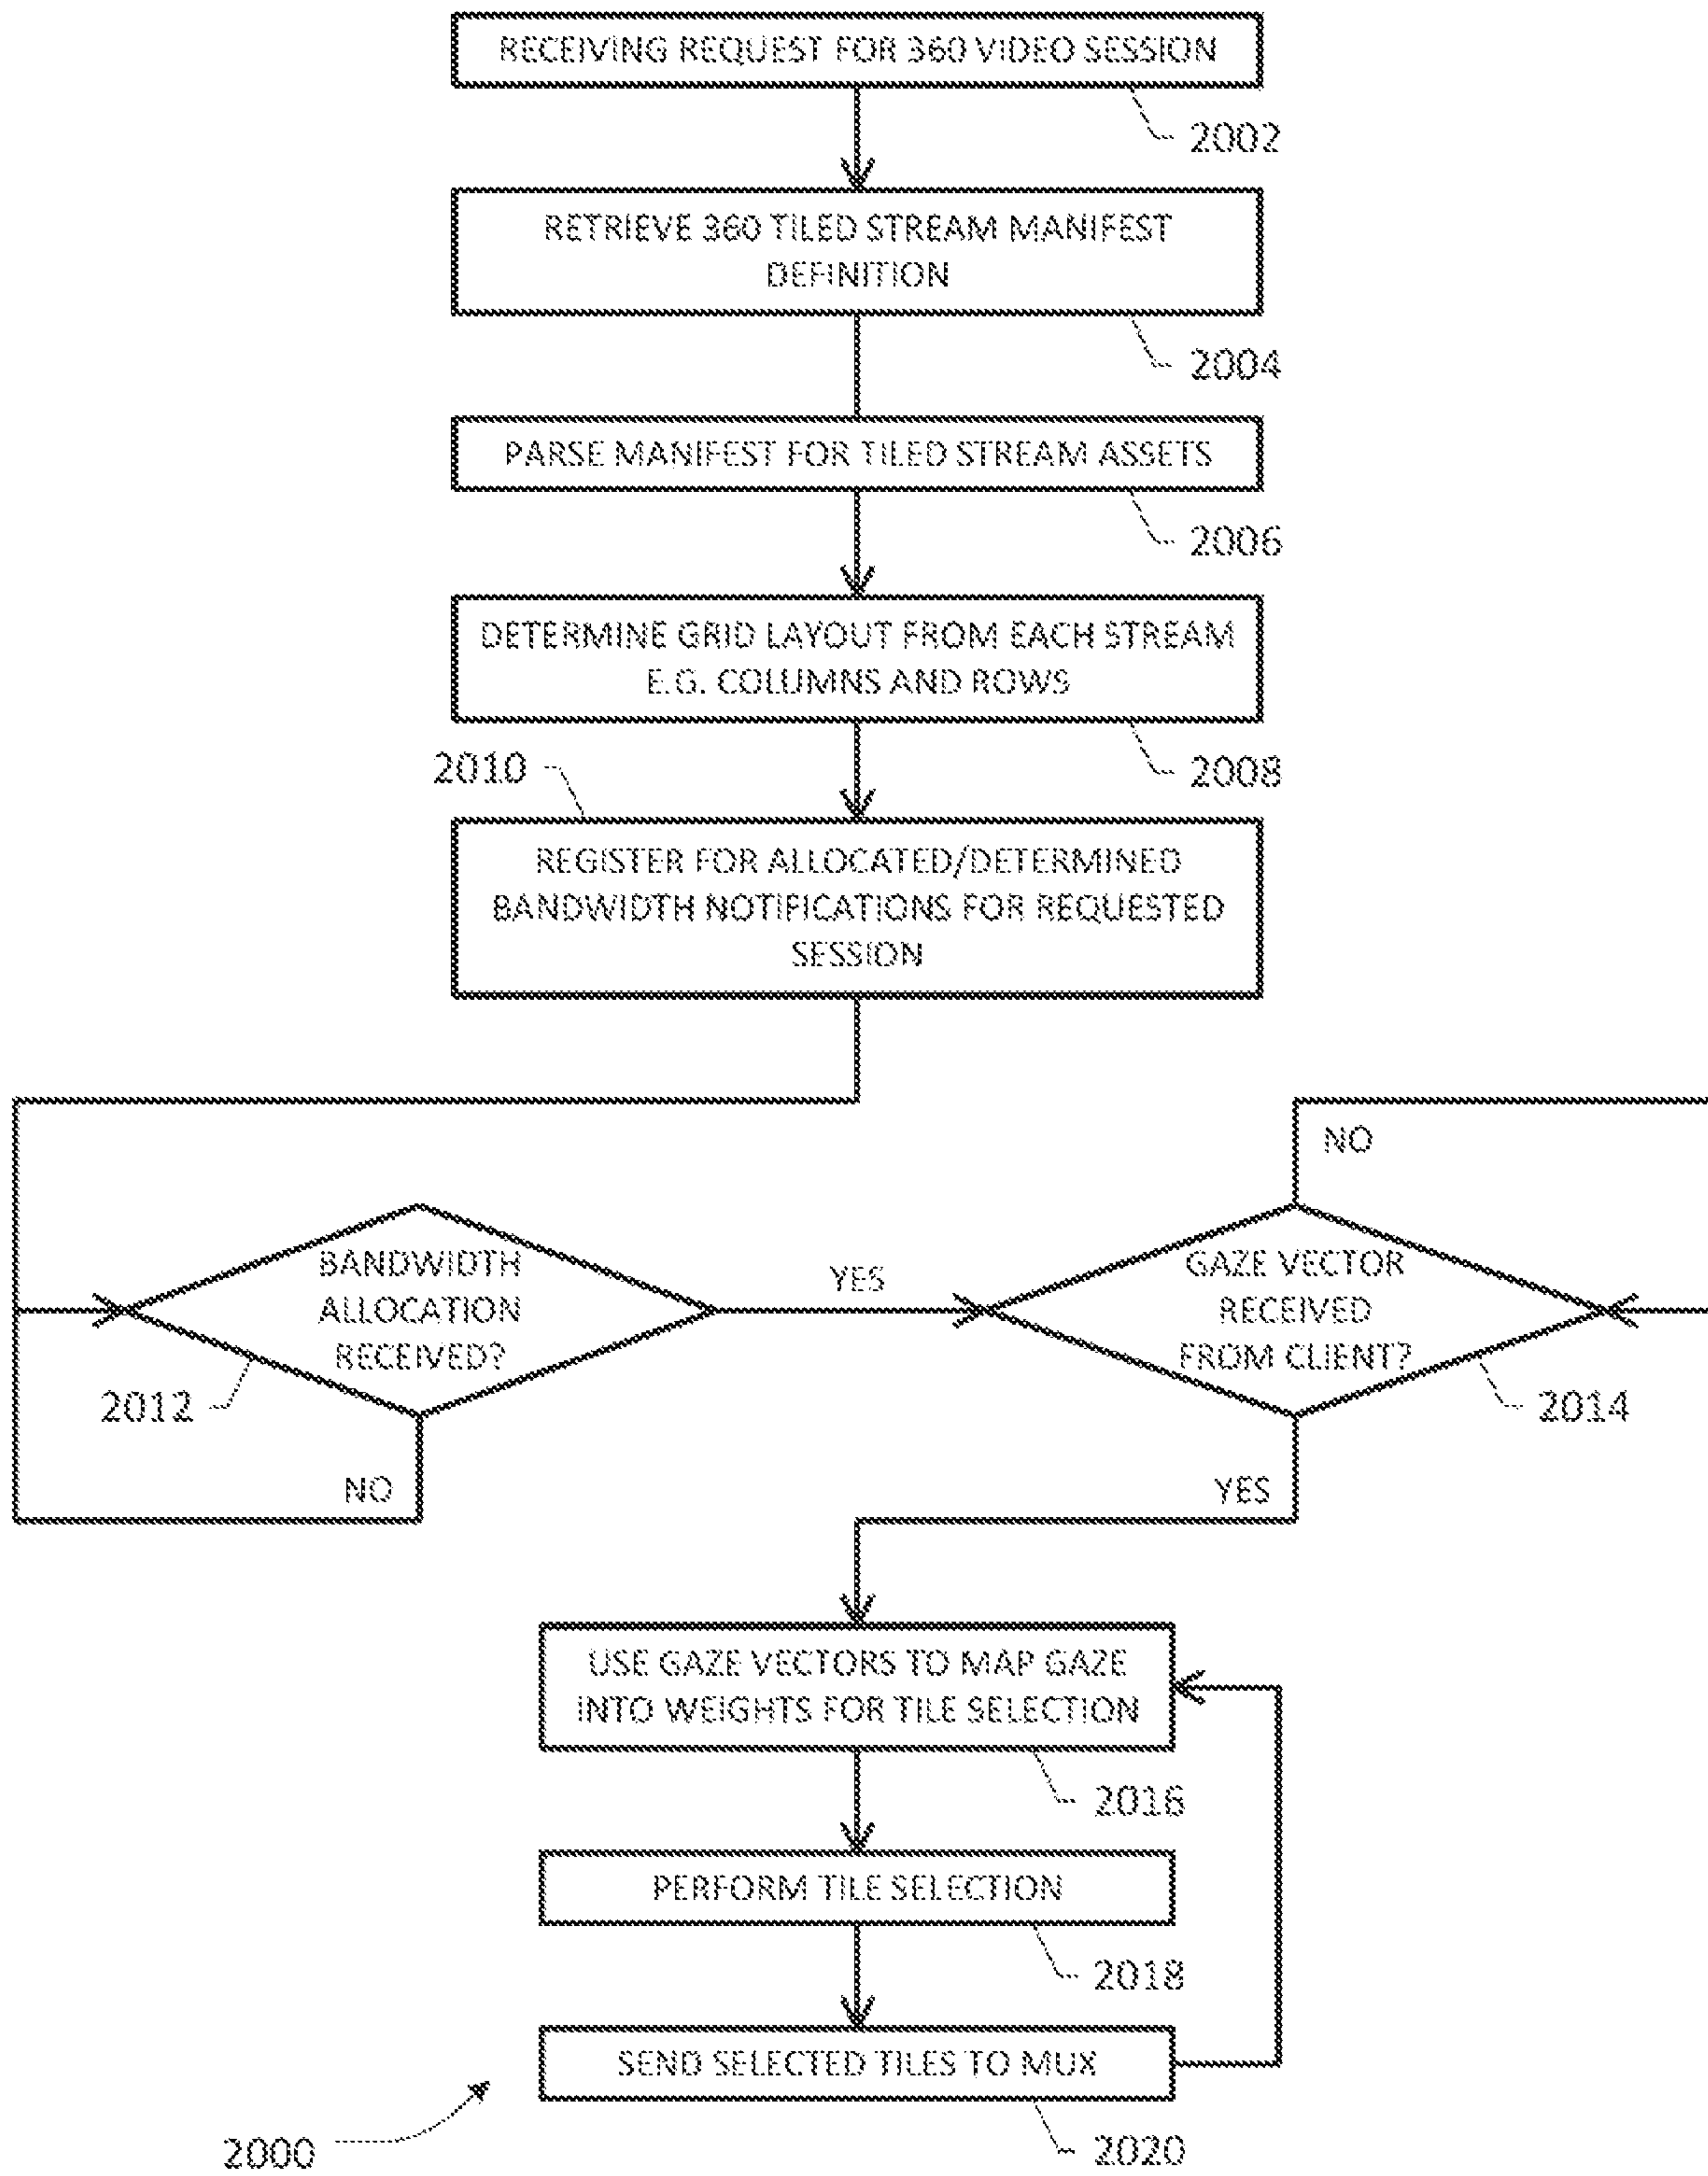 RECEIVING REQUEST FOR 360 VIDEO SESSION
2002
RETRIEVE 360 TILED STREAM MANIFEST
DEFINITION
2004
PARSE MANIFEST FOR TILED STREAM ASSETS
2006
DETERMINE GRID LAYOUT FROM EACH STREAM
E.G. COLUMNS AND ROWS
2008
2010
REGISTER FOR ALLOCATED/DETERMINED
BANDWIDTH NOTIFICATIONS FOR REQUESTED
SESSION
BANDWIDTH
ALLOCATION
RECEIVED?
2012
NO
YES
NO
GAZE VECTOR
RECEIVED
FROM CLIENT?
2014
YES
USE GAZE VECTORS TO MAP GAZE
INTO WEIGHTS FOR TILE SELECTION
2016
PERFORM TILE SELECTION
2018
SEND SELECTED TILES TO MUX
2020
2000